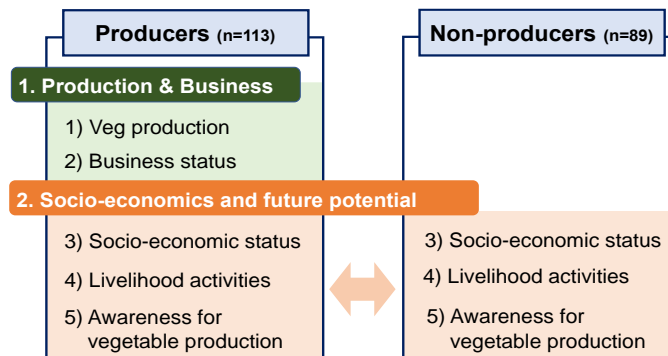 Producers (n=113)
Non-producers (n=89)
1. Production & Business
1) Veg production
2) Business status
2. Socio-economics and future potential
3) Socio-economic status
4) Livelihood activities
5) Awareness for
vegetable production
3) Socio-economic status
4) Livelihood activities
5) Awareness for
vegetable production